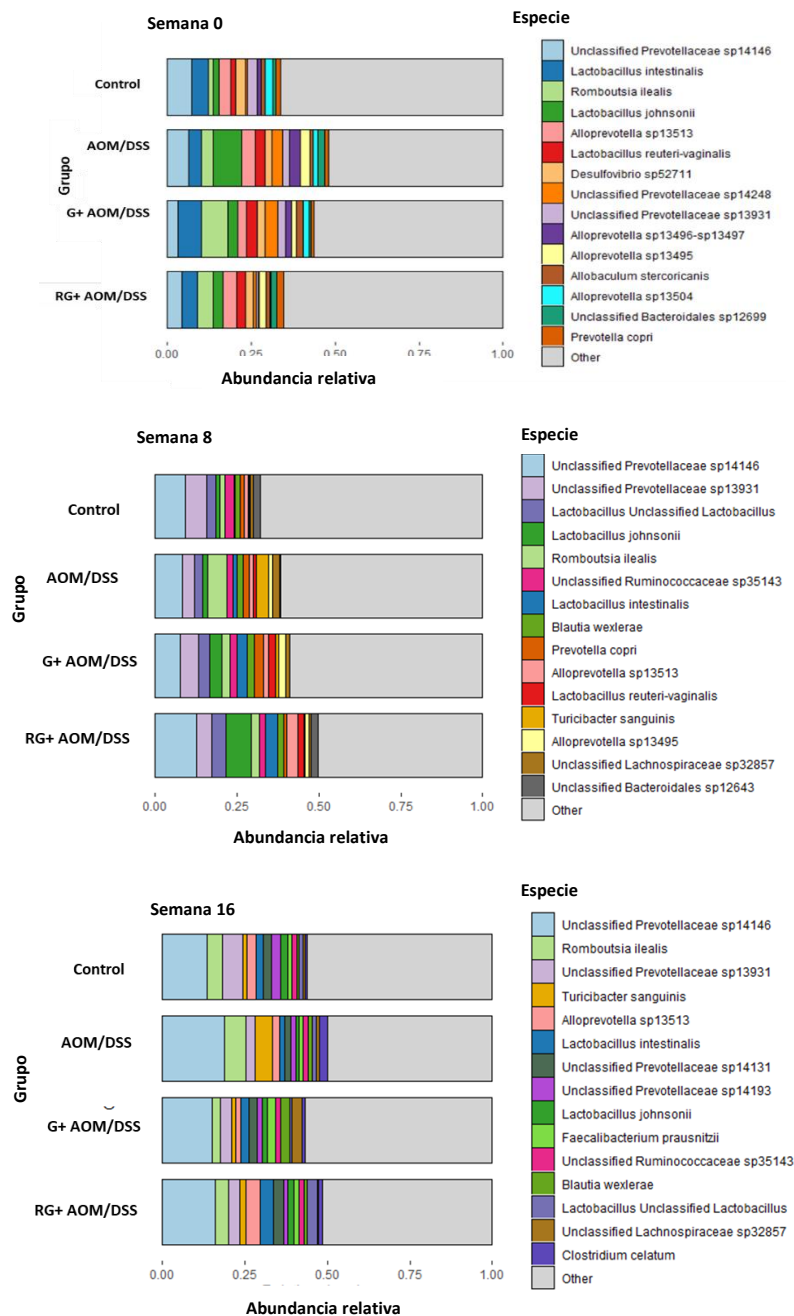 Semana 0
Especie
Control
AOM/DSS
G+ AOM/DSS
RG+ AOM/DSS
Grupo
0.00 0.25 0.50 0.75 1.00
Abundancia relativa
Unclassified Prevotellaceae sp14146
Lactobacillus intestinalis
Romboutsia ilealis
Lactobacillus johnsonii
Alloprevotella sp13513
Lactobacillus reuteri-vaginalis
Desulfovibrio sp52711
Unclassified Prevotellaceae sp14248
Unclassified Prevotellaceae sp13931
Alloprevotella sp13496-sp13497
Alloprevotella sp13495
Allobaculum stercoricanis
Alloprevotella sp13504
Unclassified Bacteroidales sp12699
Prevotella copri
Other
Semana 8
Especie
Control
AOM/DSS
G+ AOM/DSS
RG+ AOM/DSS
Grupo
0.00 0.25 0.50 0.75 1.00
Abundancia relativa
Unclassified Prevotellaceae sp14146
Unclassified Prevotellaceae sp13931
Lactobacillus Unclassified Lactobacillus
Lactobacillus johnsonii
Romboutsia ilealis
Unclassified Ruminococcaceae sp35143
Lactobacillus intestinalis
Blautia wexlerae
Prevotella copri
Alloprevotella sp13513
Lactobacillus reuteri-vaginalis
Turicibacter sanguinis
Alloprevotella sp13495
Unclassified Lachnospiraceae sp32857
Unclassified Bacteroidales sp12643
Other
Semana 16
Especie
Control
AOM/DSS
G+ AOM/DSS
RG+ AOM/DSS
Grupo
0.00 0.25 0.50 0.75 1.00
Abundancia relativa
Unclassified Prevotellaceae sp14146
Romboutsia ilealis
Unclassified Prevotellaceae sp13931
Turicibacter sanguinis
Alloprevotella sp13513
Lactobacillus intestinalis
Unclassified Prevotellaceae sp14131
Unclassified Prevotellaceae sp14193
Lactobacillus johnsonii
Faecalibacterium prausnitzii
Unclassified Ruminococcaceae sp35143
Blautia wexlerae
Lactobacillus Unclassified Lactobacillus
Unclassified Lachnospiraceae sp32857
Clostridium celatum
Other